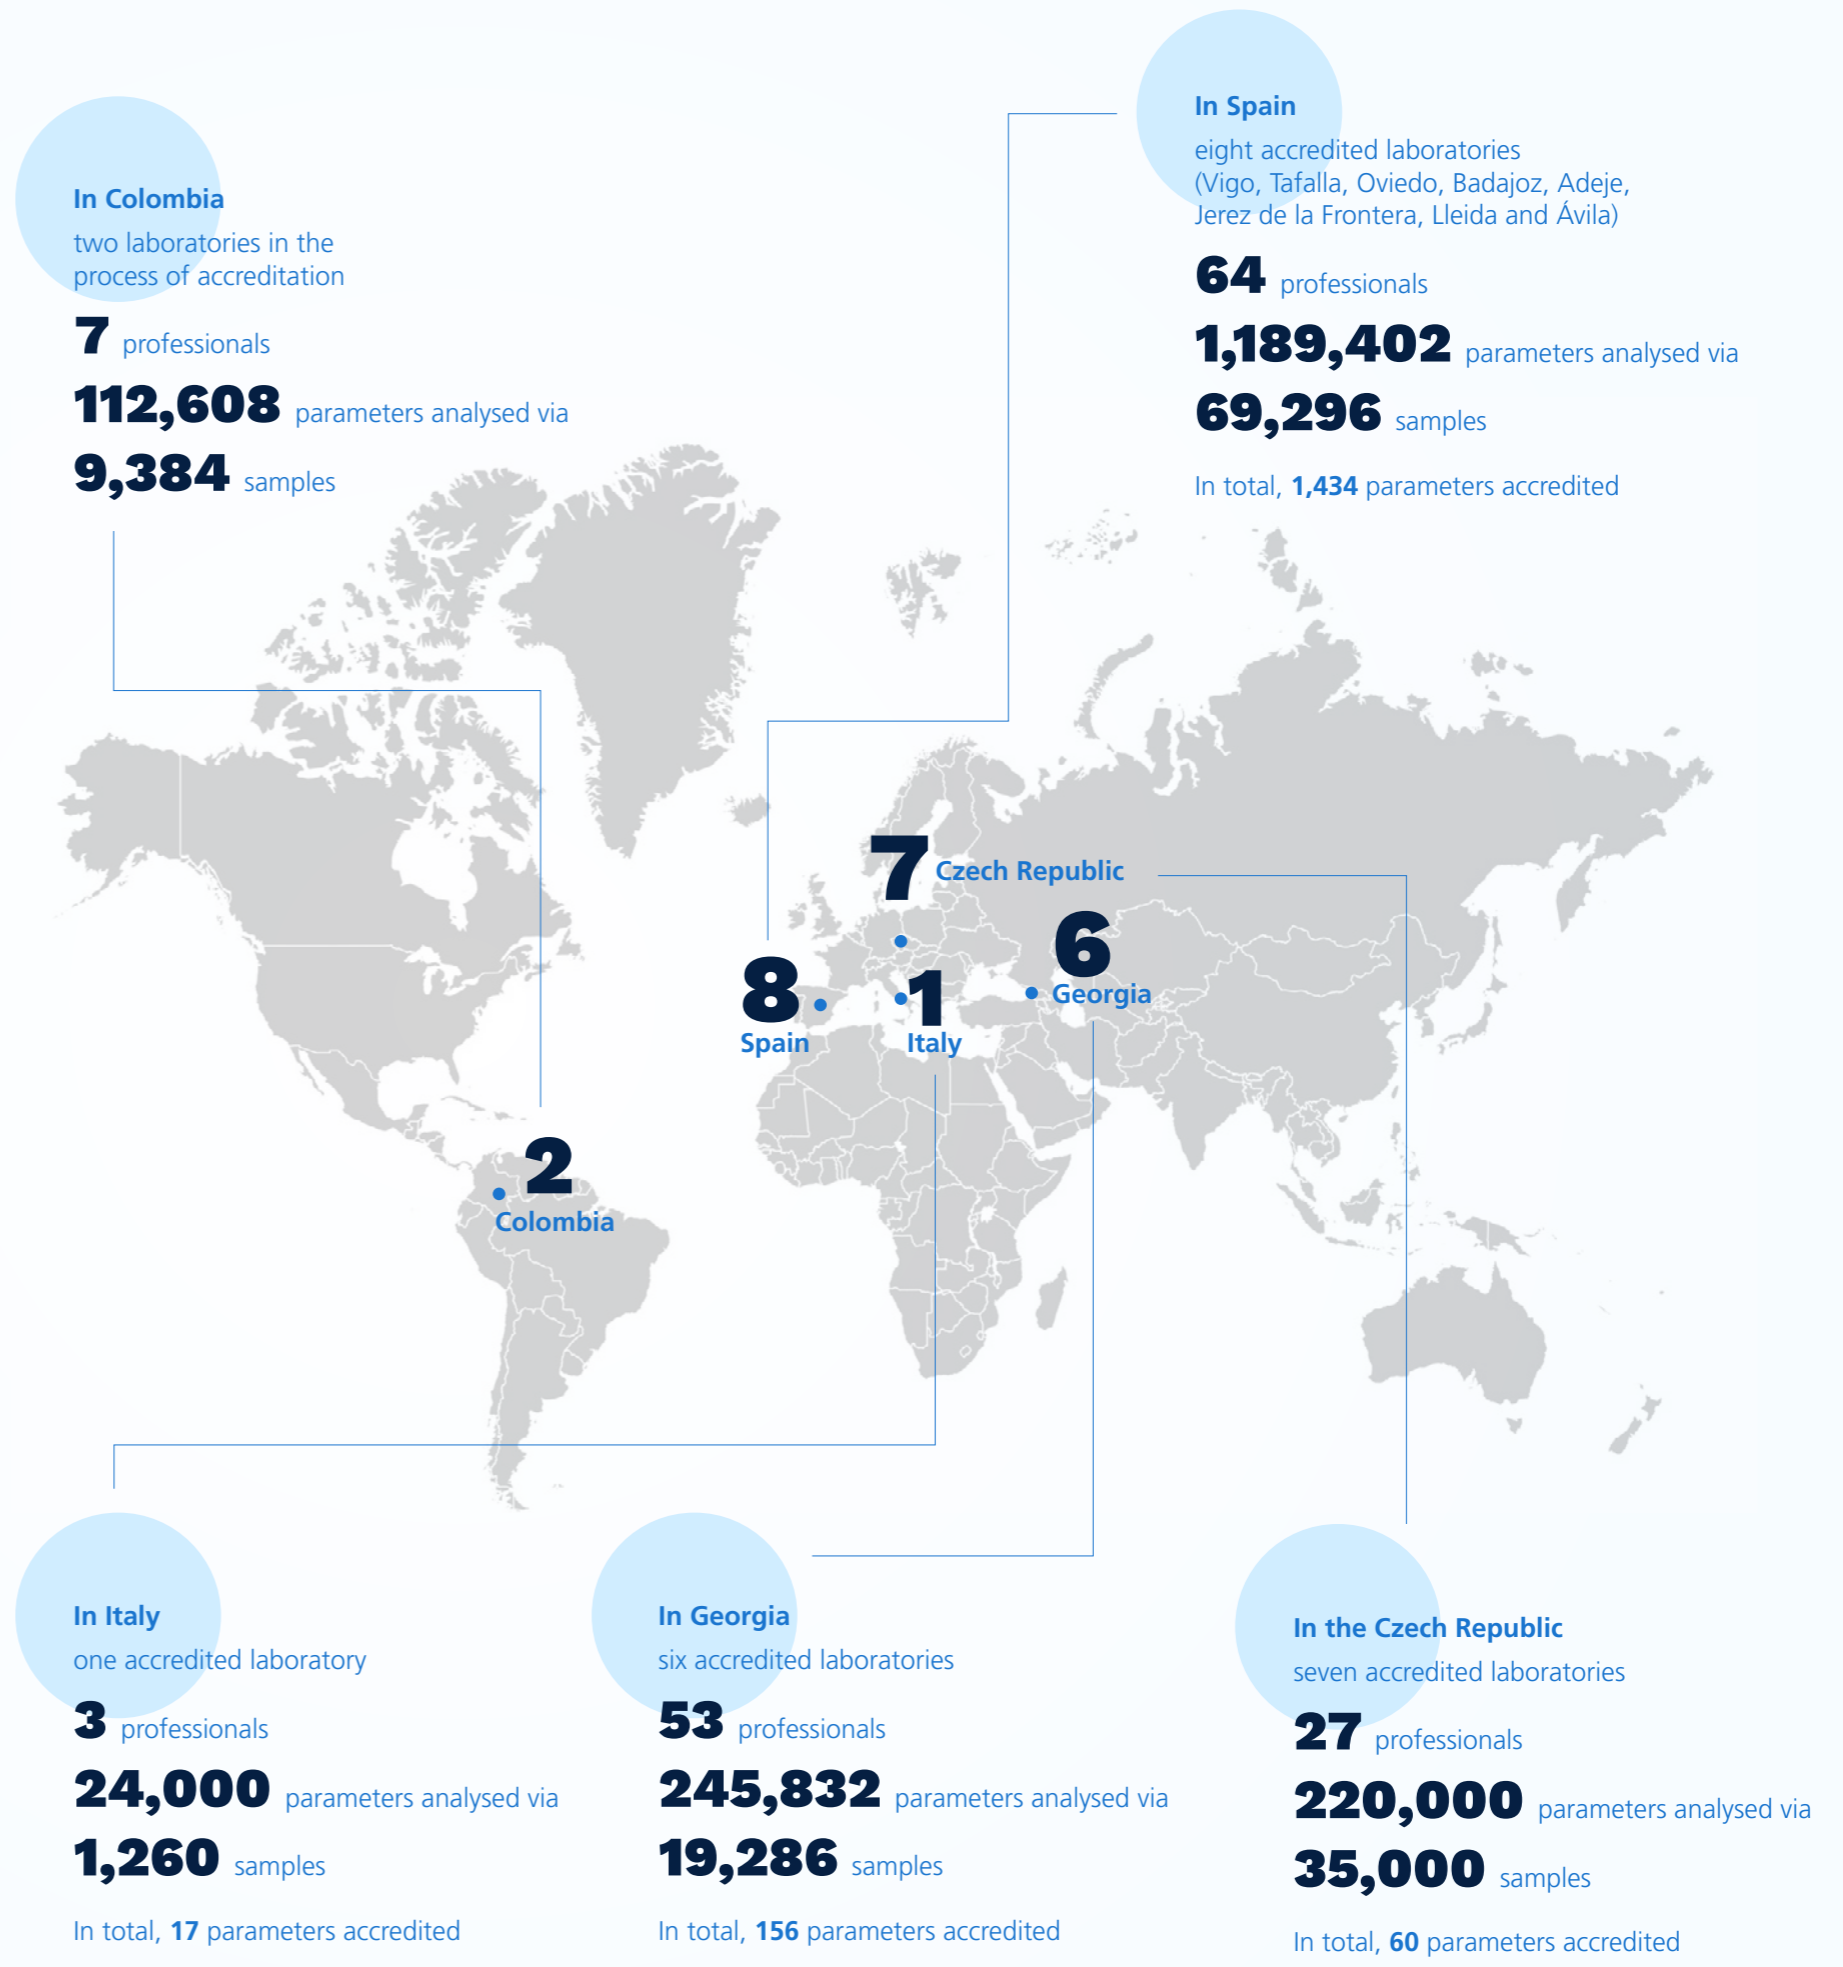 In Colombia
two laboratories in the
process of accreditation
7 professionals
112,608 parameters analysed via
9,384 samples
In Spain
eight accredited laboratories
(Vigo, Tafalla, Oviedo, Badajoz, Adeje,
Jerez de la Frontera, Lleida and Ávila)
64 professionals
1,189,402 parameters analysed via
69,296 samples
In total, 1,434 parameters accredited
7 Czech Republic
6
Georgia
8
Spain
1
Italy
2
Colombia
In Italy
one accredited laboratory
3 professionals
24,000 parameters analysed via
1,260 samples
In total, 17 parameters accredited
In Georgia
six accredited laboratories
53 professionals
245,832 parameters analysed via
19,286 samples
In total, 156 parameters accredited
In the Czech Republic
seven accredited laboratories
27 professionals
220,000 parameters analysed via
35,000 samples
In total, 60 parameters accredited